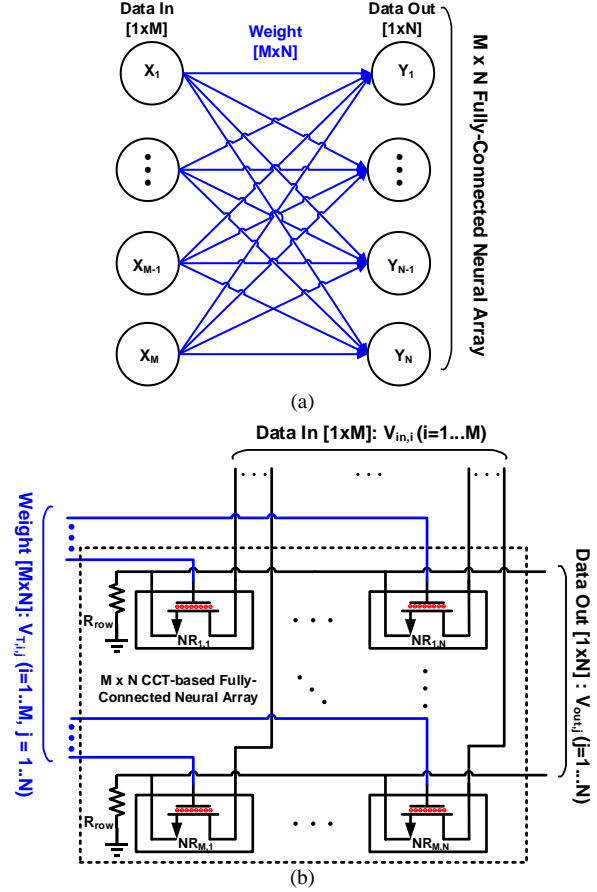 Data In
[1xM]
Weight
[MxN]
Data Out
[1xN]
X1
Y1
XM-1
YN-1
XM
YN
M x N Fully-Connected Neural Array
(a)
Data In [1xM]: Vin,i (i=1...M)
Weight [MxN]: VT,i,j (i=1..M, j = 1..N)
Data Out [1xN] : Vout,j (j=1...N)
Rrow
NR1,1
NR1,N
M x N CCT-based Fully-
Connected Neural Array
Rrow
NRM,1
NRM,N
(b)